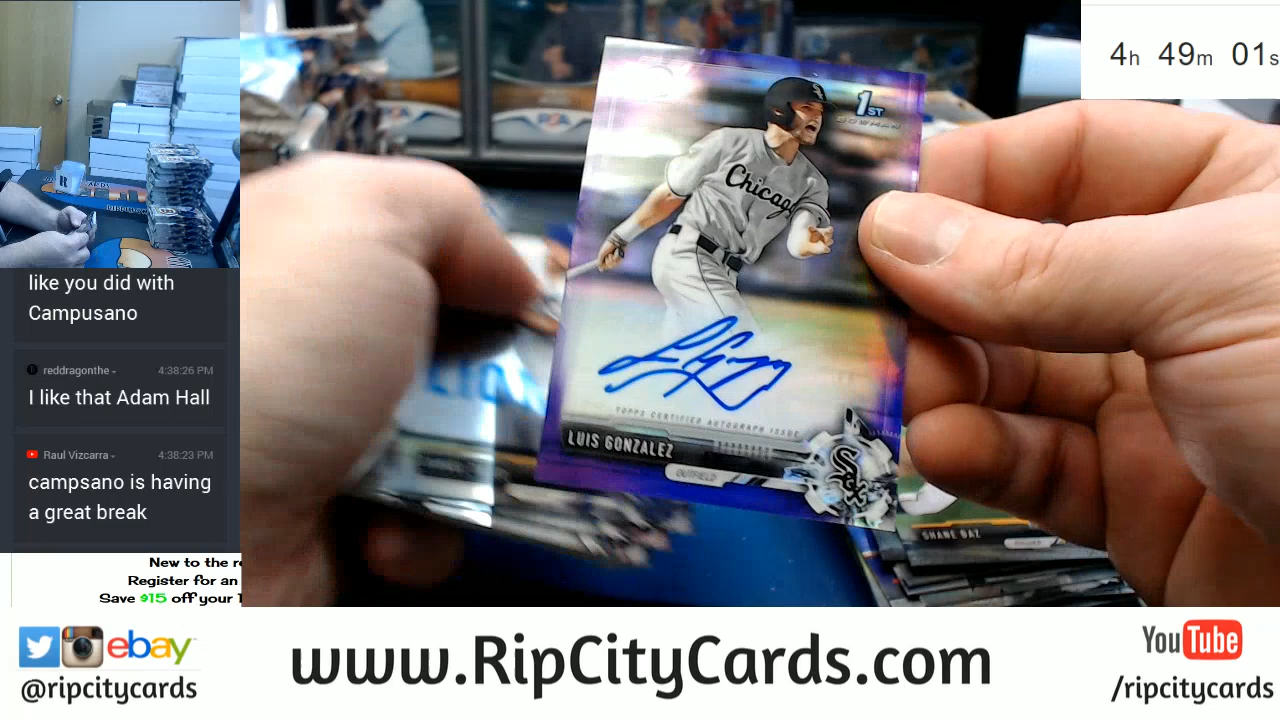 4h 49m 01s
1ST
BOWMAN
Chicago
TOPPS CERTIFIED AUTOGRAPH ISSUE
LUIS GONZALEZ
OUTFIELD
SOX
SHANE BAZ
like you did with
Campusano
reddragonthe 4:38:26 PM
I like that Adam Hall
Raul Vizcarra 4:38:23 PM
campsano is having
a great break
New to the r
Register for an
Save $15 off your
ebay
@ripcitycards
www.RipCityCards.com
YouTube
/ripcitycards